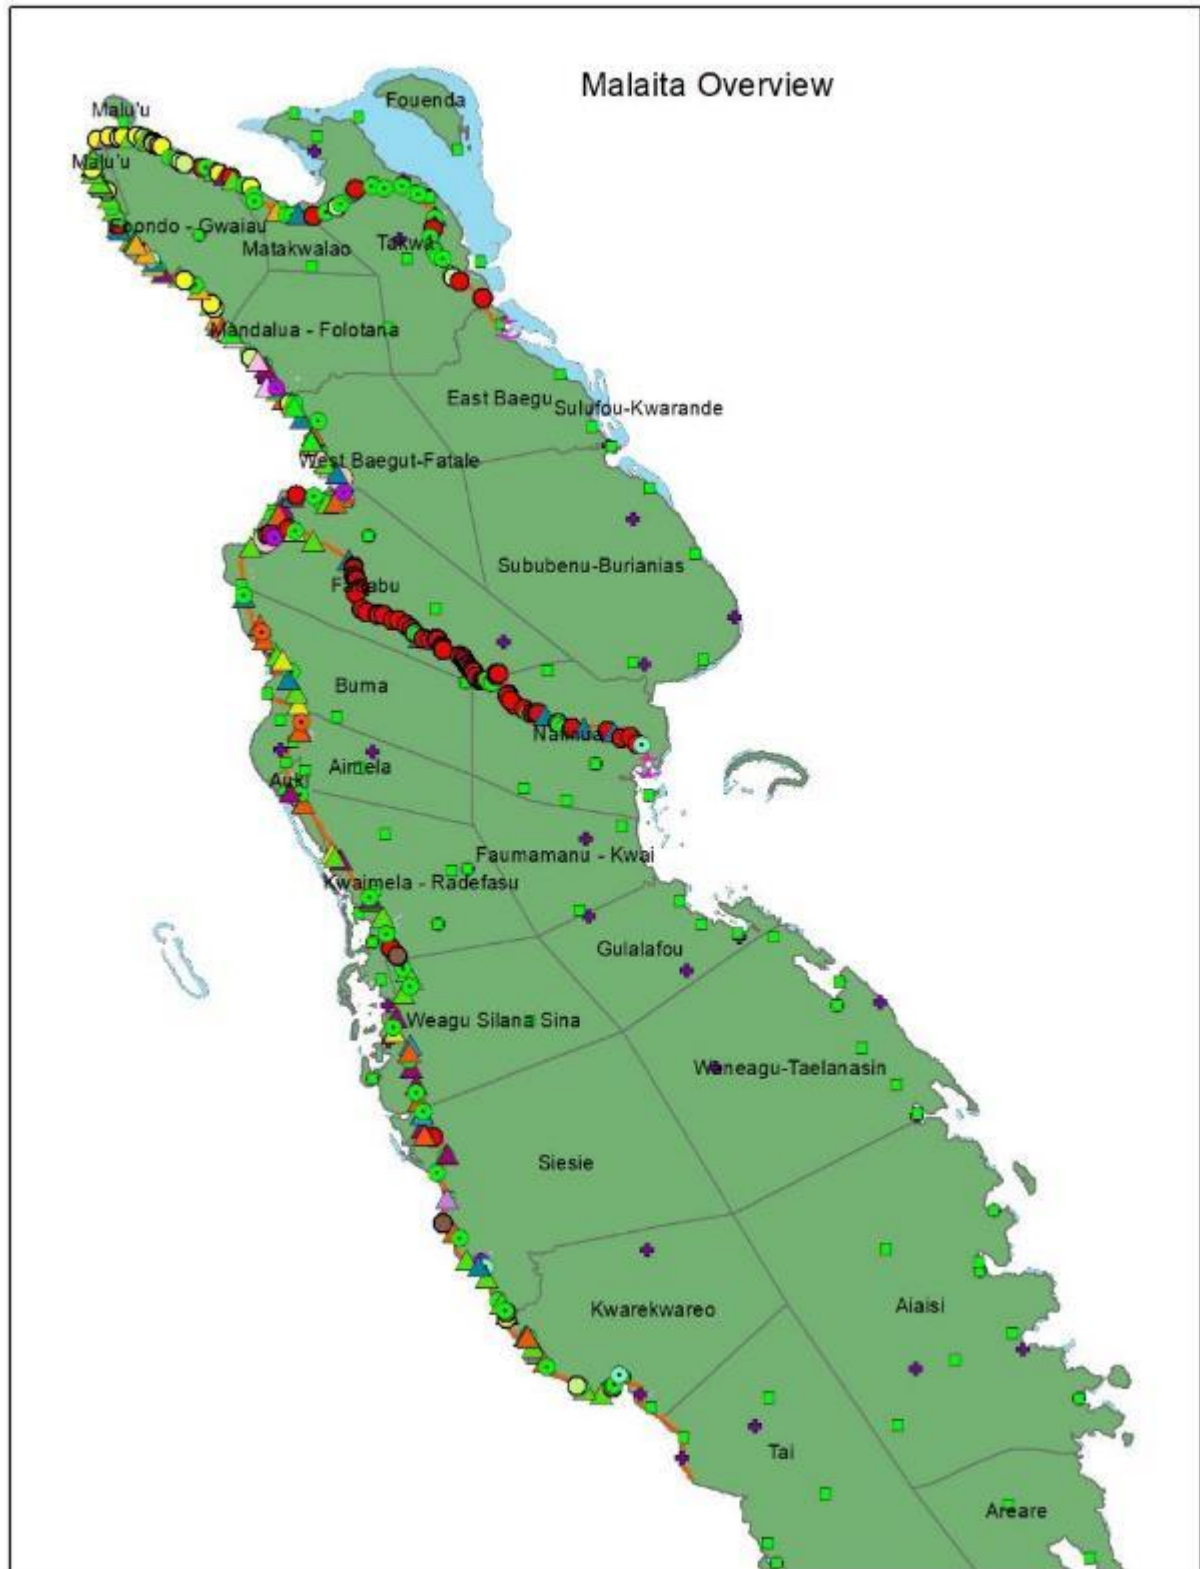 Malaita Overview
Fouenda
Malu'u
Malu'u
Matakwalao
Takwa
Mandalua - Folotana
East Baegu
Sulufou-Kwarande
West Baegut-Fatale
Sububenu-Burianias
Buma
Aimela
Auki
Faumamanu - Kwai
Kwaimela - Radefasu
Gulalafou
Weagu Silana Sina
Waneagu-Taelanasin
Siesie
Kwarekwareo
Aiaisi
Tai
Areare